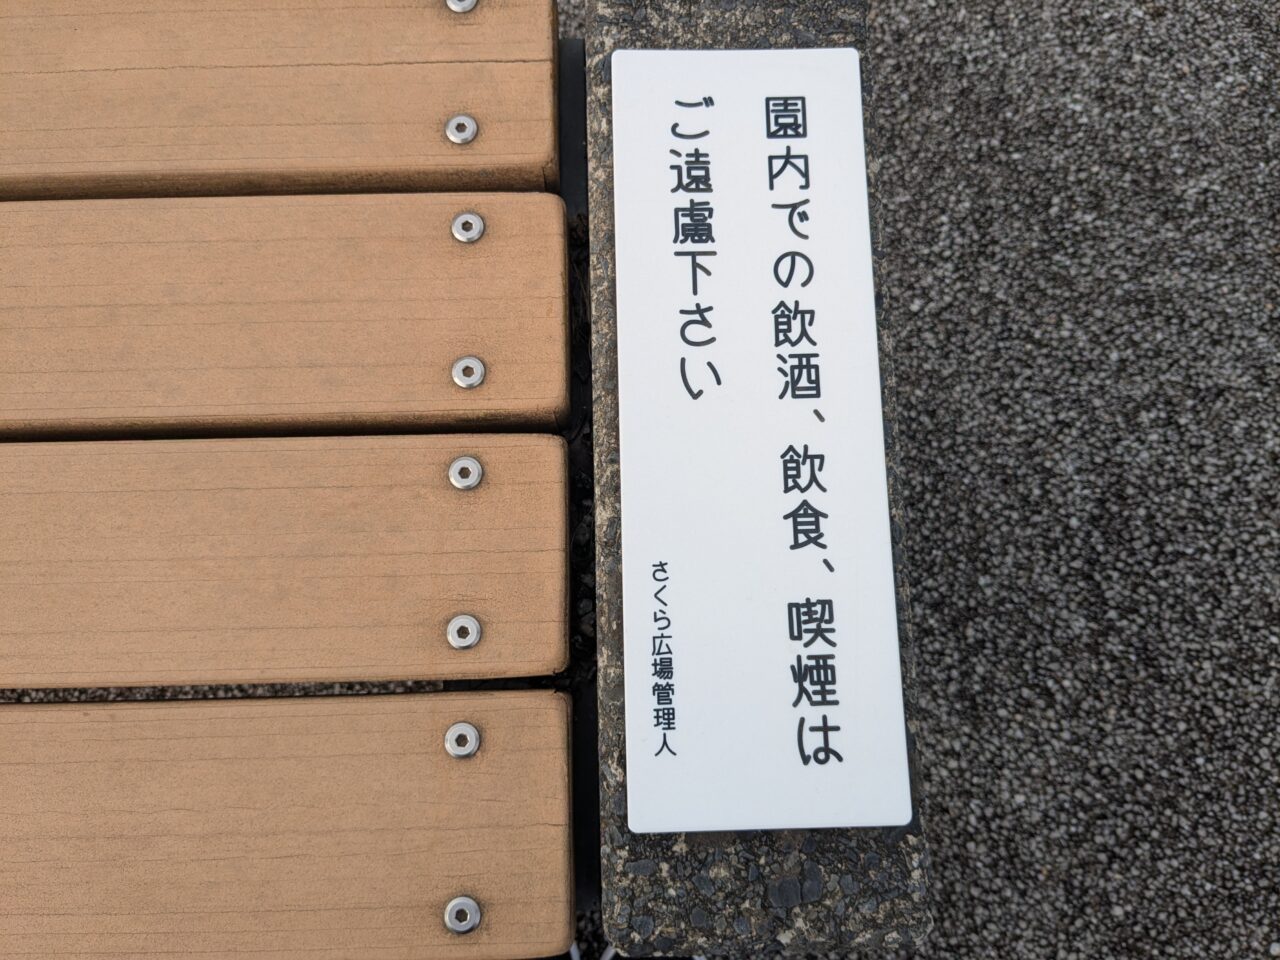 園内での飲酒、飲食、喫煙は
ご遠慮下さい
さくら広場管理人